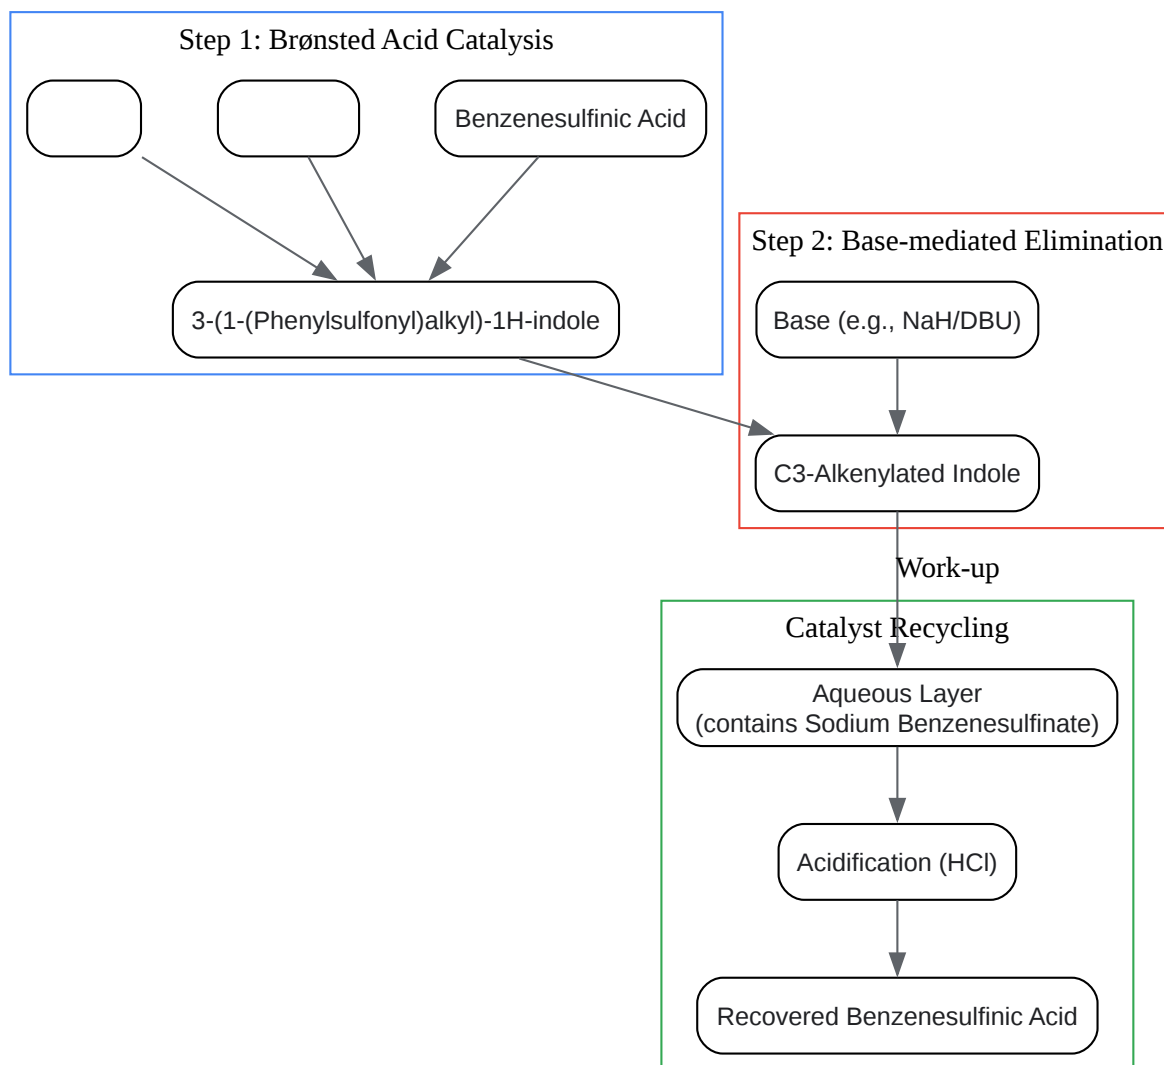 Step 1: Brønsted Acid Catalysis
Benzenesulfinic Acid
3-(1-(Phenylsulfonyl)alkyl)-1H-indole
Step 2: Base-mediated Elimination
Base (e.g., NaH/DBU)
C3-Alkenylated Indole
Work-up
Catalyst Recycling
Aqueous Layer
(contains Sodium Benzenesulfinate)
Acidification (HCl)
Recovered Benzenesulfinic Acid